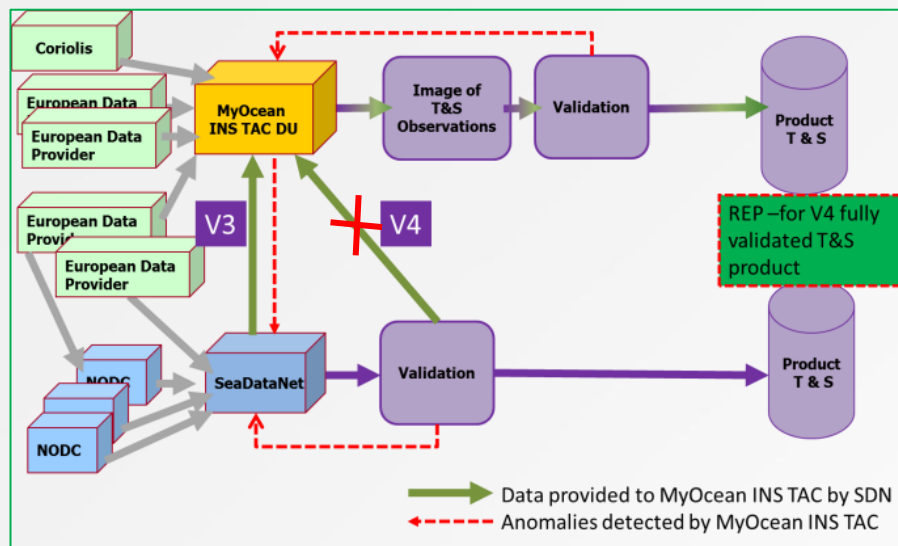 Coriolis
European Data
European Data
Provider
MyOcean
INS TAC DU
Image of
T&S
Observations
Validation
Product
T & S
European Data
European Data
Provider
V3
V4
REP –for V4 fully
validated T&S
product
NODC
SeaDataNet
Validation
Product
T & S
NODC
Data provided to MyOcean INS TAC by SDN
Anomalies detected by MyOcean INS TAC